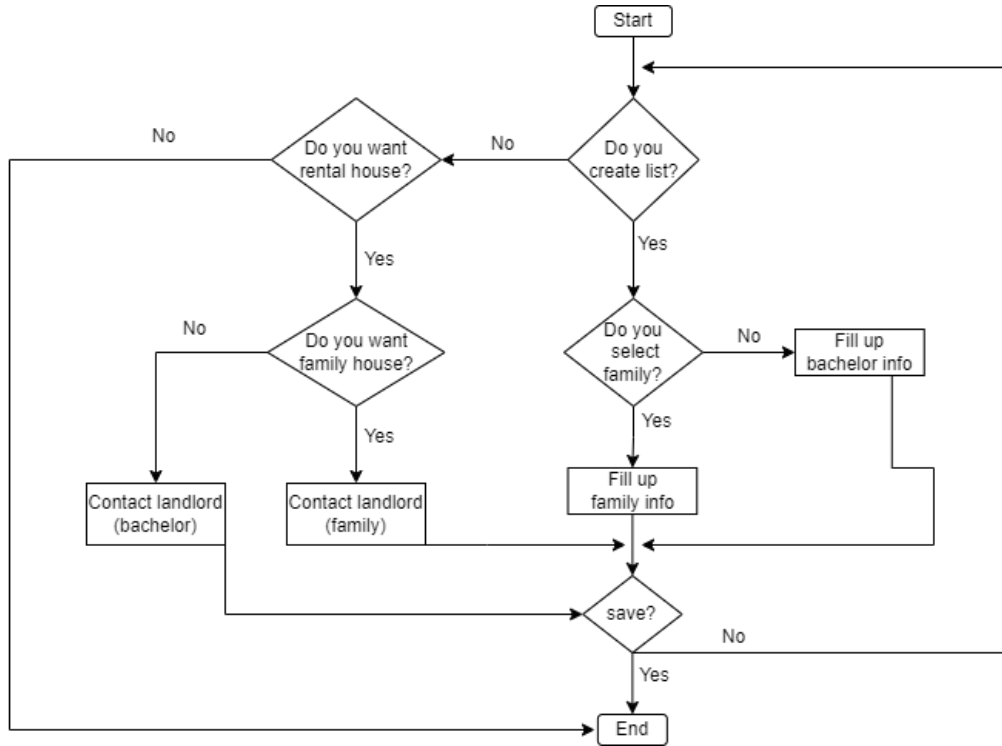 Start
No
Do you want
rental house?
No
Do you
create list?
Yes
Yes
No
Do you want
family house?
Do you
select
family?
No
Fill up
bachelor info
Yes
Yes
Contact landlord
(bachelor)
Contact landlord
(family)
Fill up
family info
save?
No
Yes
End